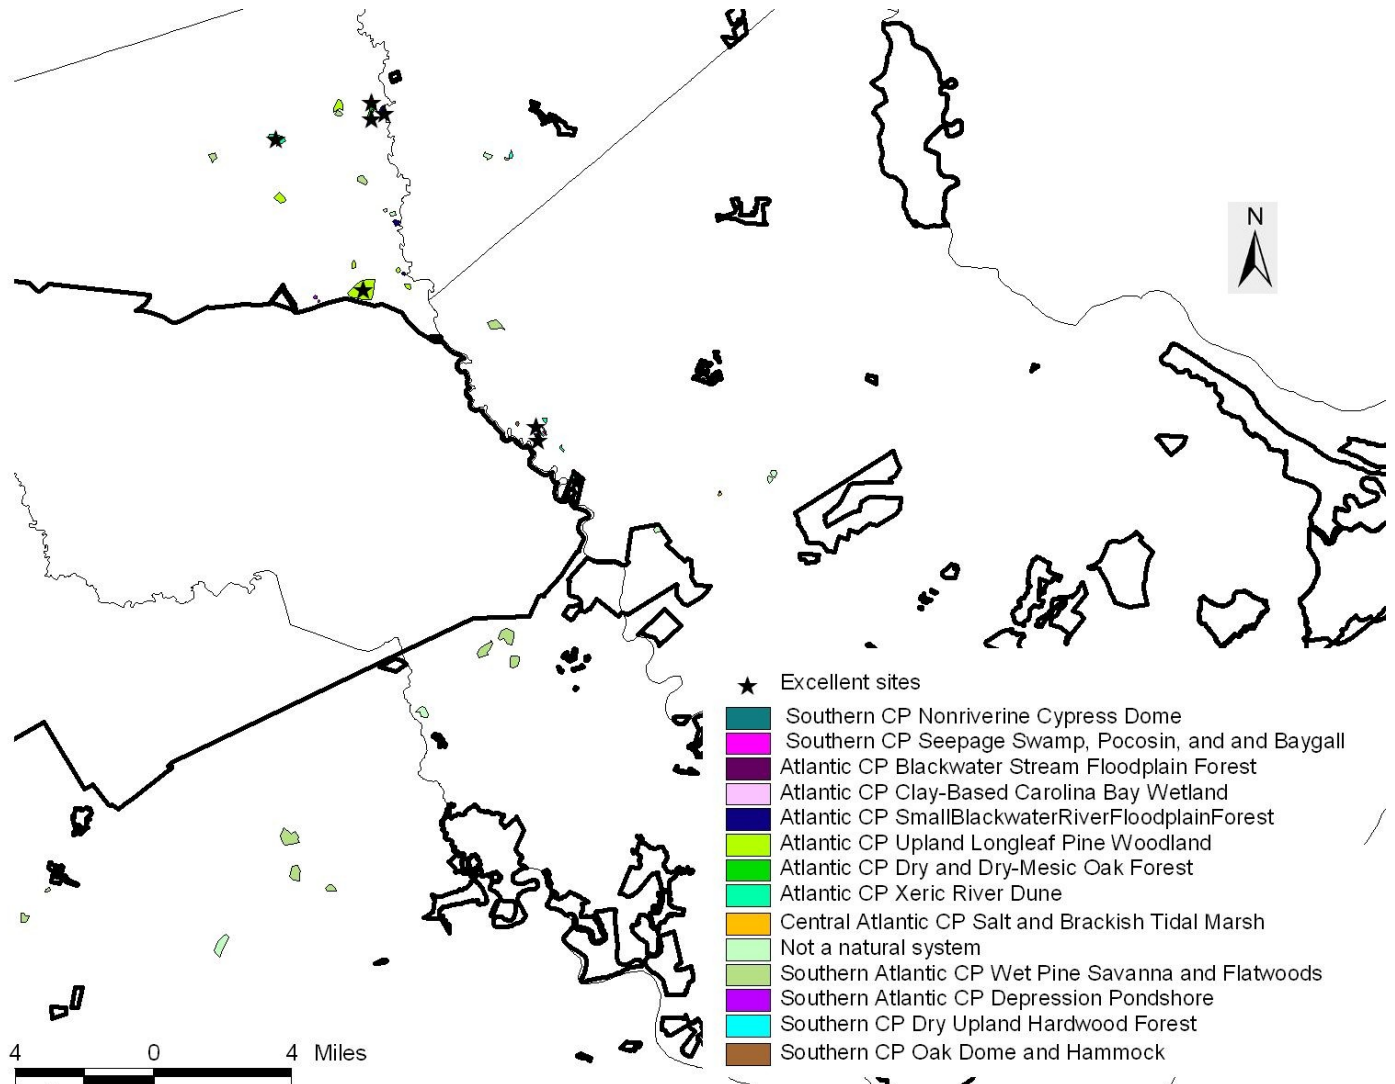 N
Excellent sites
Southern CP Nonriverine Cypress Dome
Southern CP Seepage Swamp, Pocosin, and and Baygall
Atlantic CP Blackwater Stream Floodplain Forest
Atlantic CP Clay-Based Carolina Bay Wetland
Atlantic CP SmallBlackwaterRiverFloodplainForest
Atlantic CP Upland Longleaf Pine Woodland
Atlantic CP Dry and Dry-Mesic Oak Forest
Atlantic CP Xeric River Dune
Central Atlantic CP Salt and Brackish Tidal Marsh
Not a natural system
Southern Atlantic CP Wet Pine Savanna and Flatwoods
Southern Atlantic CP Depression Pondshore
Southern CP Dry Upland Hardwood Forest
Southern CP Oak Dome and Hammock
4 0 4 Miles